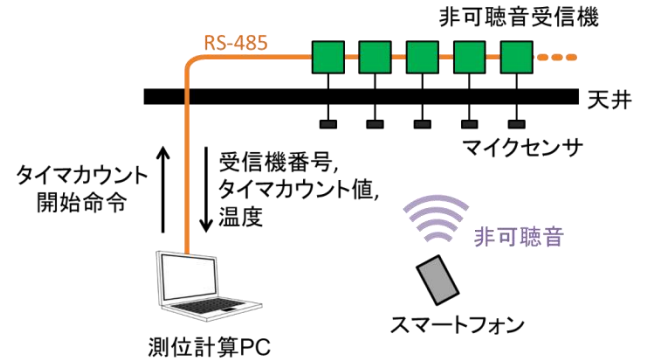 非可聴音受信機
RS-485
天井
マイクセンサ
タイマカウント
開始命令
受信機番号,
タイマカウント値,
温度
非可聴音
スマートフォン
測位計算PC